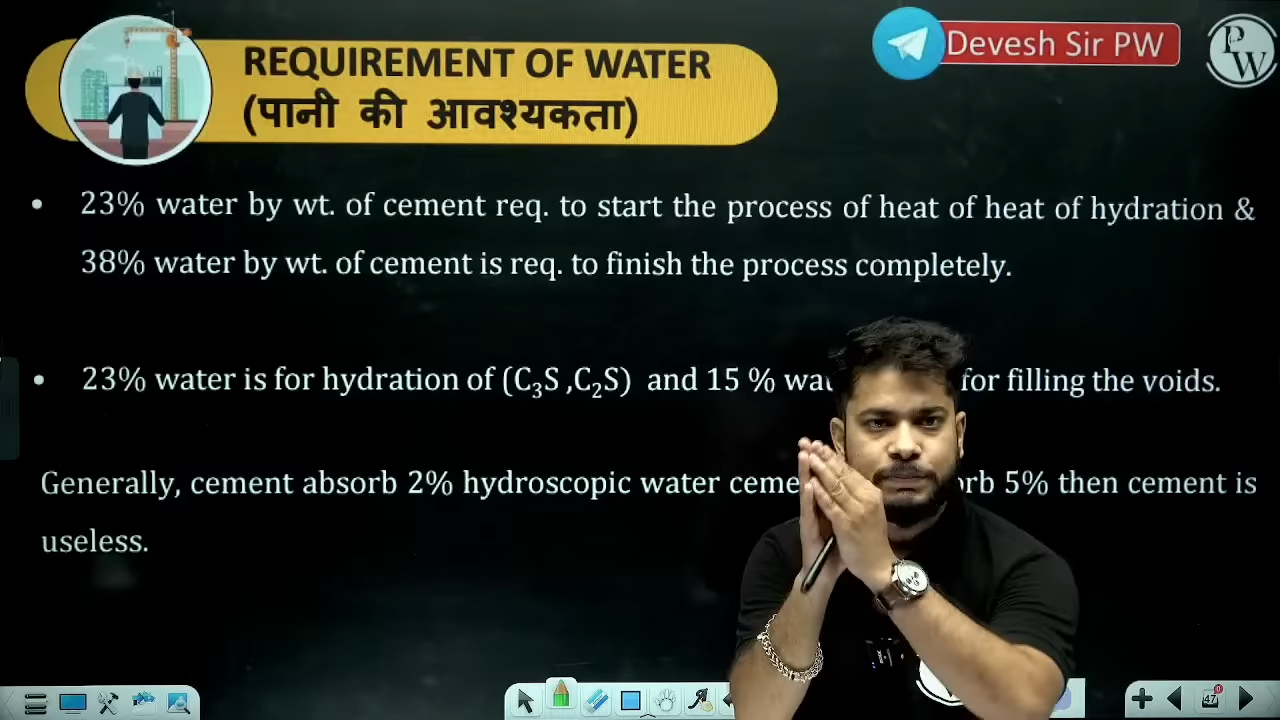 REQUIREMENT OF WATER
(पानी की आवश्यकता)
Devesh Sir PW
PW
• 23% water by wt. of cement req. to start the process of heat of heat of hydration &
38% water by wt. of cement is req. to finish the process completely.
• 23% water is for hydration of (C₃S ,C₂S) and 15 % for filling the voids.
Generally, cement absorb 2% hydroscopic water 5% then cement is
useless.
47